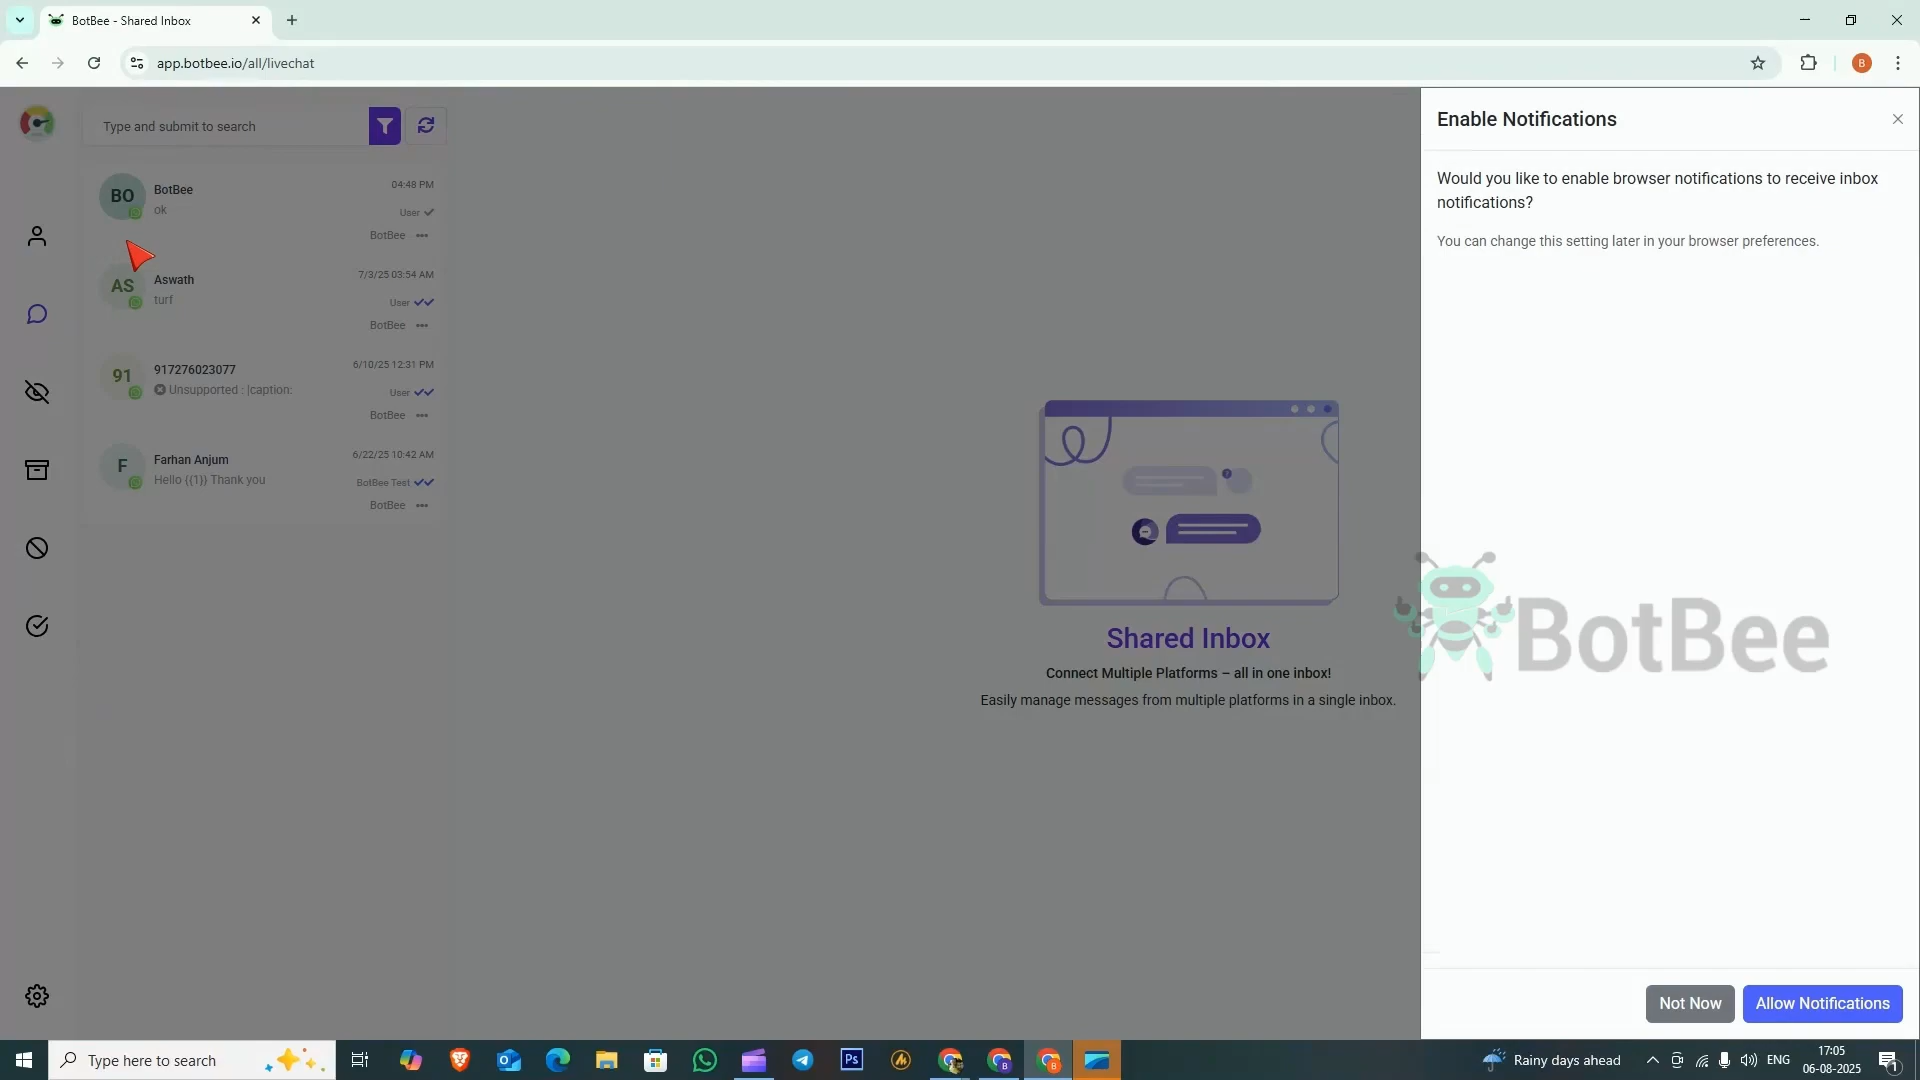 BotBee - Shared Inbox
app.botbee.io/all/livechat
B
Type and submit to search
BO
BotBee
04:48 PM
ok
User
BotBee
AS
Aswath
7/3/25 03:54 AM
turf
User
BotBee
91
917276023077
6/10/25 12:31 PM
Unsupported : |caption:
User
BotBee
F
Farhan Anjum
6/22/25 10:42 AM
Hello {{1}} Thank you
BotBee Test
BotBee
Shared Inbox
Connect Multiple Platforms – all in one inbox!
Easily manage messages from multiple platforms in a single inbox.
Enable Notifications
Would you like to enable browser notifications to receive inbox
notifications?
You can change this setting later in your browser preferences.
BotBee
Not Now
Allow Notifications
Type here to search
Ps
B
B
Rainy days ahead
ENG
17:05
06-08-2025
1